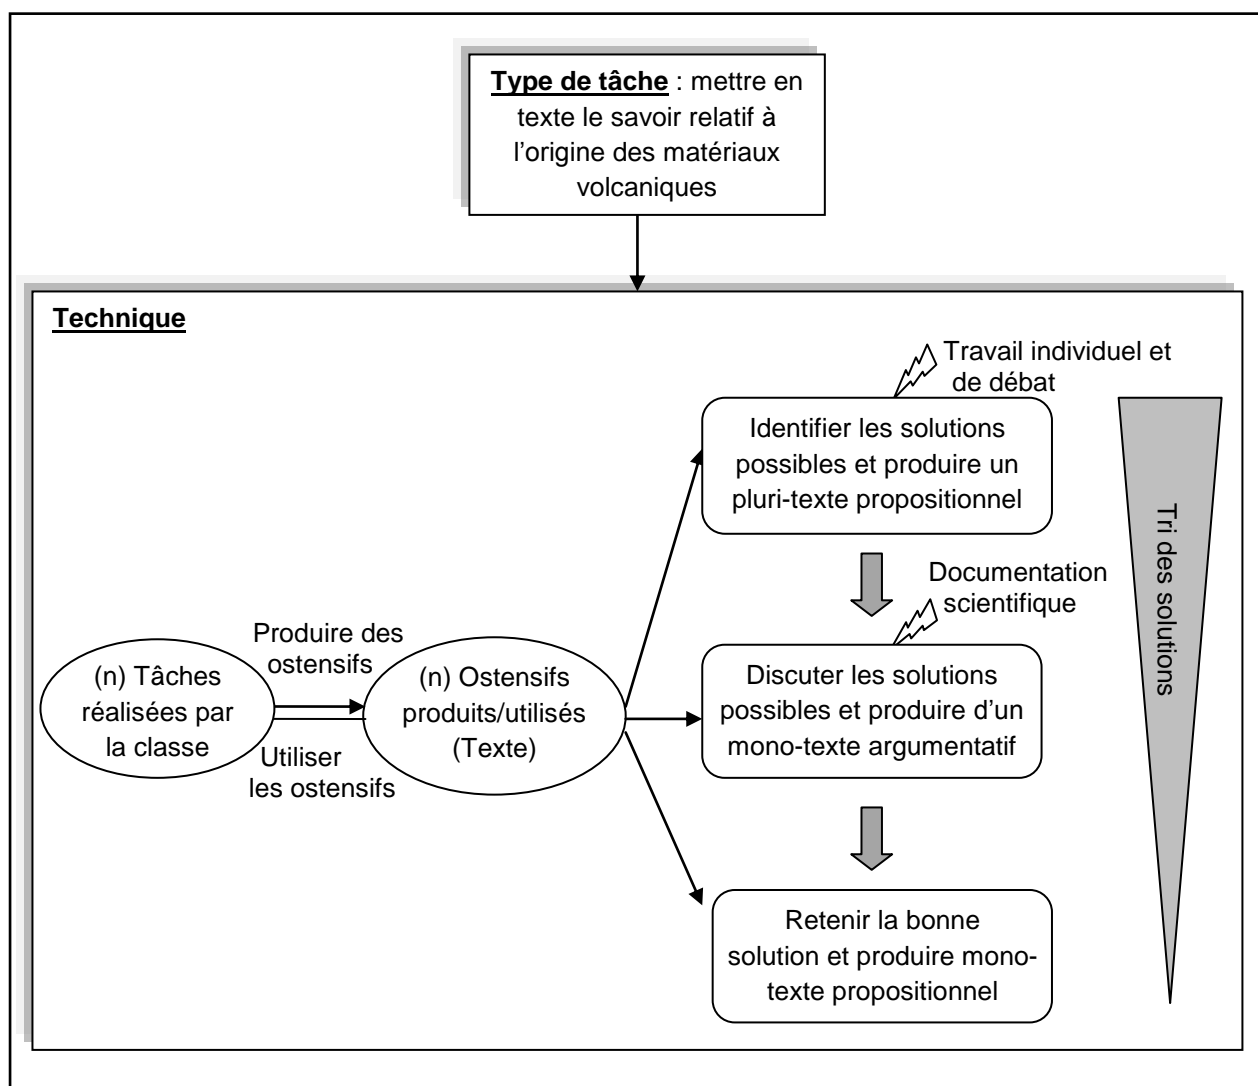 Type de tâche : mettre en
texte le savoir relatif à
l'origine des matériaux
volcaniques
Technique
Travail individuel et
de débat
Identifier les solutions
possibles et produire un
pluri-texte propositionnel
Documentation
scientifique
Tri des solutions
Produire des
ostensifs
(n) Tâches
réalisées par
la classe
Utiliser
les ostensifs
(n) Ostensifs
produits/utilisés
(Texte)
Discuter les solutions
possibles et produire d'un
mono-texte argumentatif
Retenir la bonne
solution et produire mono-
texte propositionnel